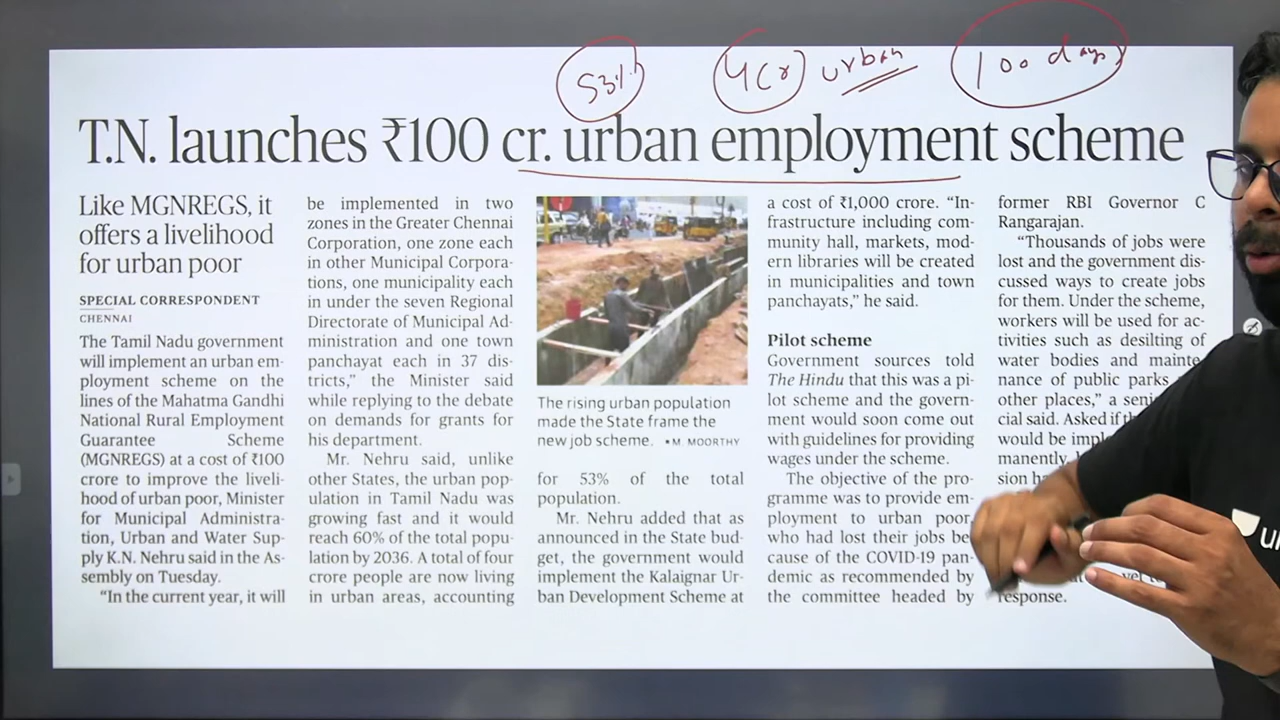 53%
4Cr urban
100 days
T.N. launches ₹100 cr. urban employment scheme
Like MGNREGS, it
offers a livelihood
for urban poor
SPECIAL CORRESPONDENT
CHENNAI
The Tamil Nadu government
will implement an urban em-
ployment scheme on the
lines of the Mahatma Gandhi
National Rural Employment
Guarantee Scheme
(MGNREGS) at a cost of ₹100
crore to improve the liveli-
hood of urban poor, Minister
for Municipal Administra-
tion, Urban and Water Sup-
ply K.N. Nehru said in the As-
sembly on Tuesday.
“In the current year, it will
be implemented in two
zones in the Greater Chennai
Corporation, one zone each
in other Municipal Corpora-
tions, one municipality each
in under the seven Regional
Directorate of Municipal Ad-
ministration and one town
panchayat each in 37 dis-
tricts,” the Minister said
while replying to the debate
on demands for grants for
his department.
Mr. Nehru said, unlike
other States, the urban pop-
ulation in Tamil Nadu was
growing fast and it would
reach 60% of the total popu-
lation by 2036. A total of four
crore people are now living
in urban areas, accounting
The rising urban population
made the State frame the
new job scheme. • M. MOORTHY
for 53% of the total
population.
Mr. Nehru added that as
announced in the State bud-
get, the government would
implement the Kalaignar Ur-
ban Development Scheme at
a cost of ₹1,000 crore. “In-
frastructure including com-
munity hall, markets, mod-
ern libraries will be created
in municipalities and town
panchayats,” he said.
Pilot scheme
Government sources told
The Hindu that this was a pi-
lot scheme and the govern-
ment would soon come out
with guidelines for providing
wages under the scheme.
The objective of the pro-
gramme was to provide em-
ployment to urban poor,
who had lost their jobs be
cause of the COVID-19 pan-
demic as recommended by
the committee headed by
former RBI Governor C
Rangarajan.
“Thousands of jobs were
lost and the government dis-
cussed ways to create jobs
for them. Under the scheme,
workers will be used for ac-
tivities such as desilting of
water bodies and mainte-
nance of public parks
other places,” a seni
cial said. Asked if th
would be impl
manently,
sion ha
yet to
response.